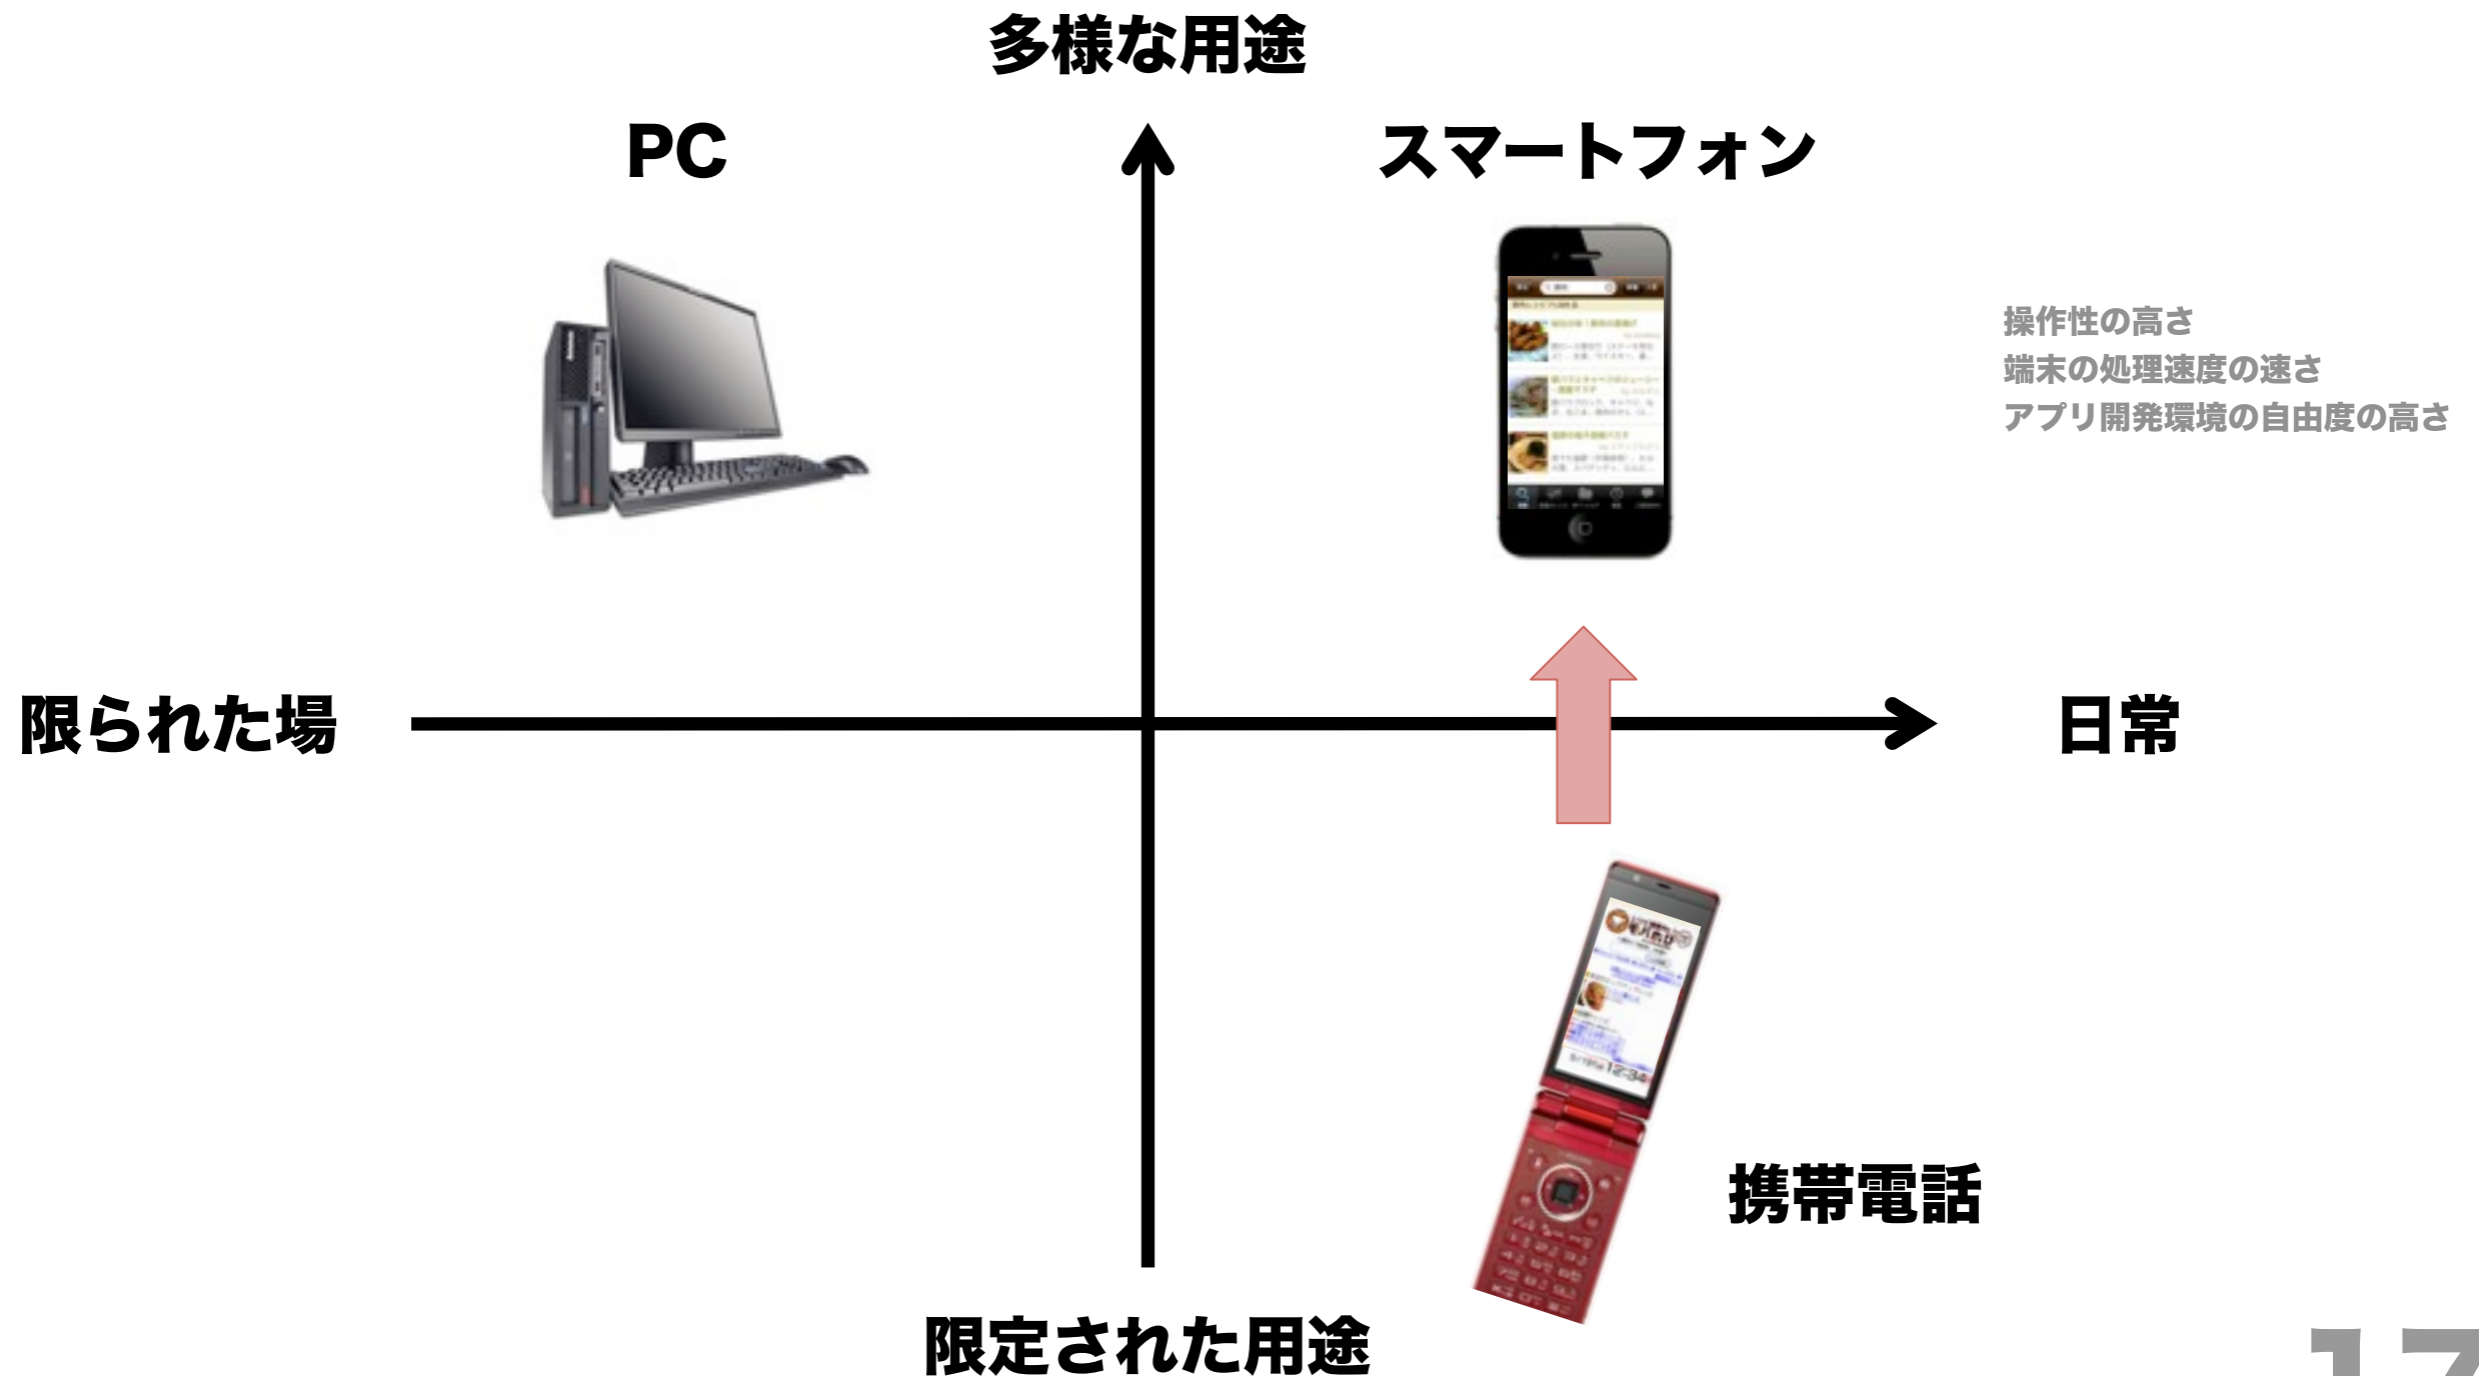 多様な用途
PC
スマートフォン
操作性の高さ
端末の処理速度の速さ
アプリ開発環境の自由度の高さ
限られた場
日常
12:34
携帯電話
限定された用途